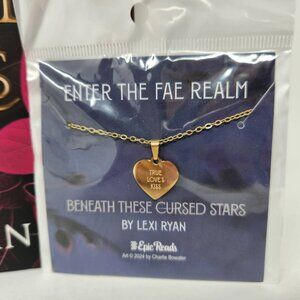 ENTER THE FAE REALM
TRUE
LOVE'S
KISS
BENEATH THESE CURSED STARS
BY LEXI RYAN
Epic Reads
Art © 2024 by Charlie Bowater
S
AN